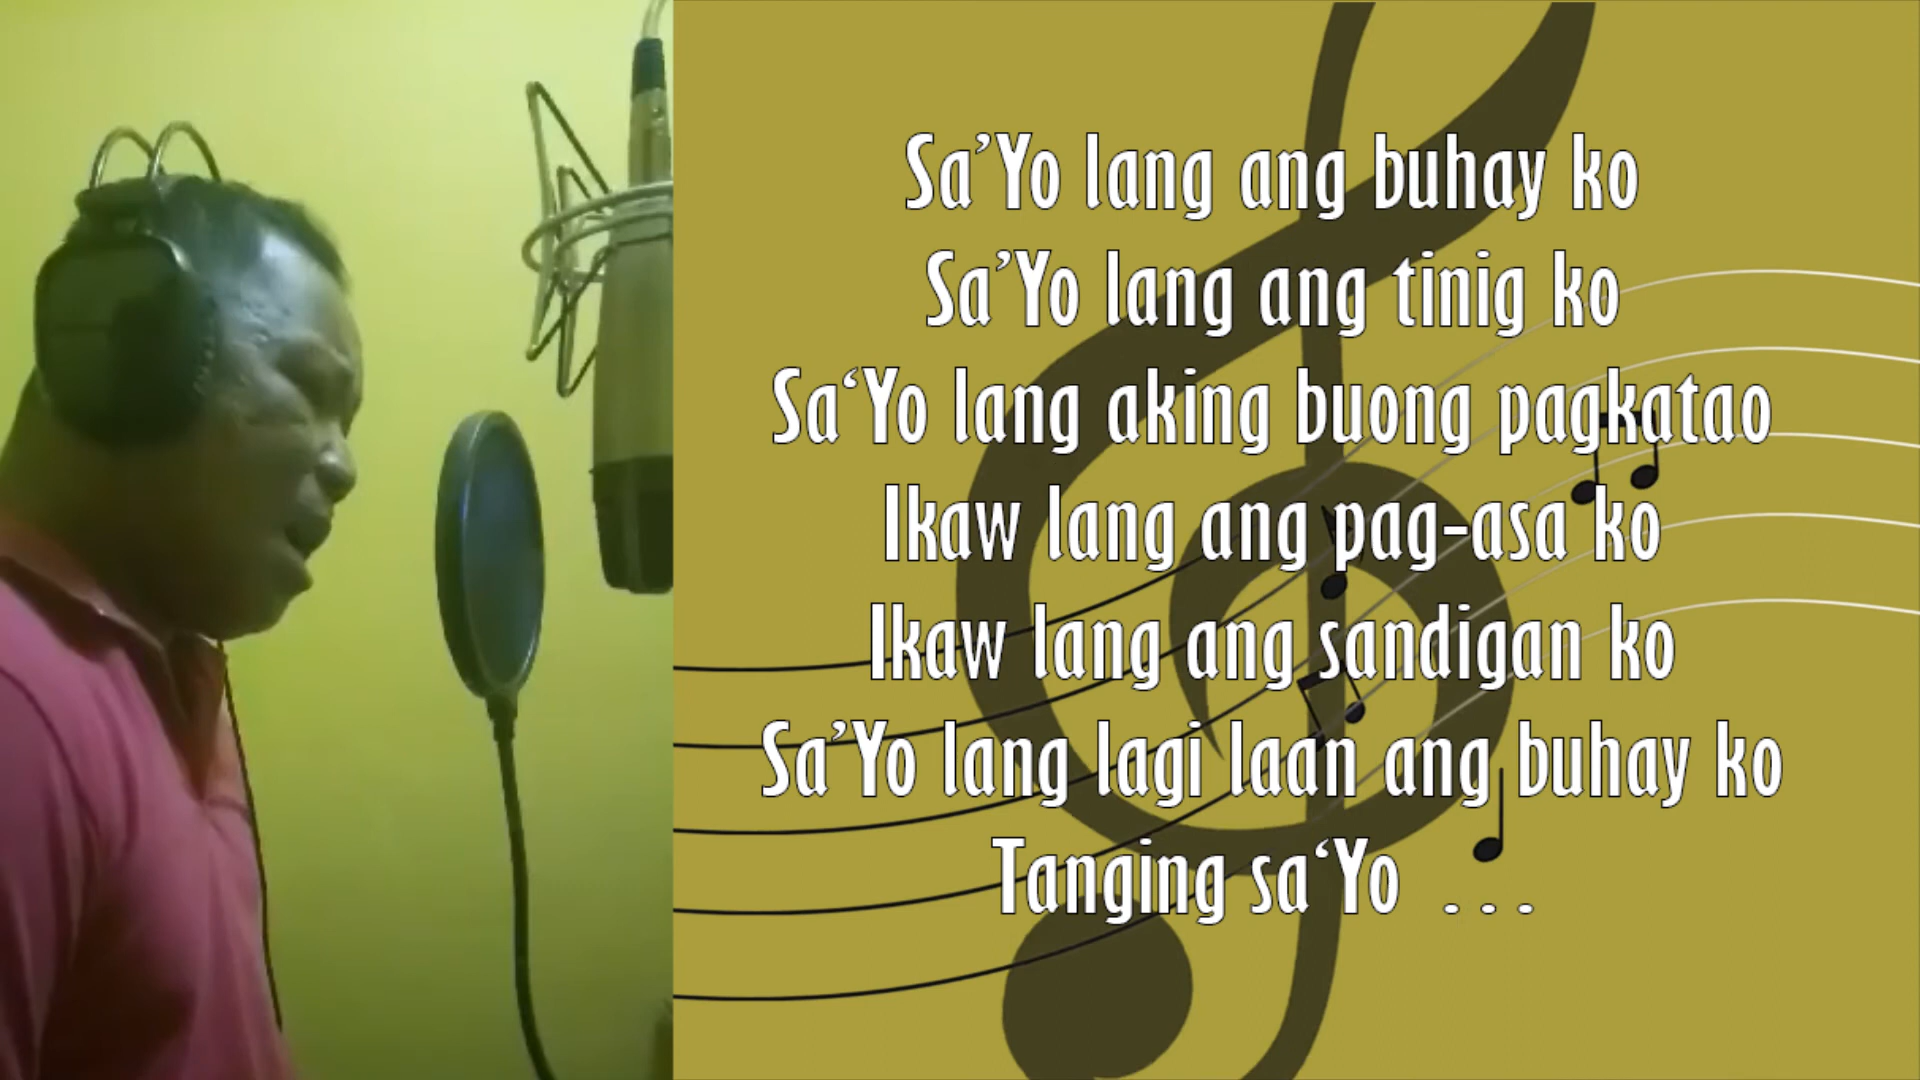 Sa’Yo lang ang buhay ko
Sa’Yo lang ang tinig ko
Sa‘Yo lang aking buong pagkatao
Ikaw lang ang pag-asa ko
Ikaw lang ang sandigan ko
Sa’Yo lang lagi laan ang buhay ko
Tanging sa‘Yo ...